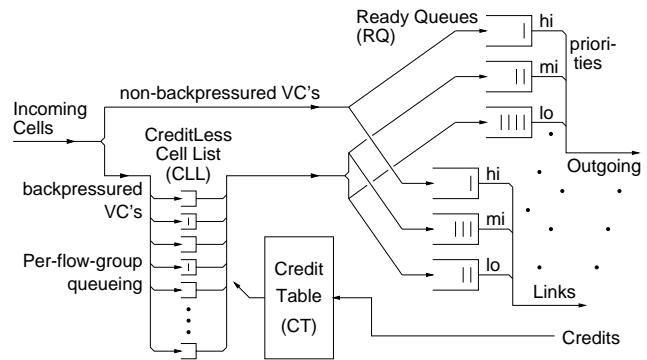 Ready Queues
(RQ)
hi
priori-
ties
mi
lo
non-backpressured VC's
Incoming
Cells
CreditLess
Cell List
(CLL)
Outgoing
backpressured
VC's
hi
mi
lo
Per-flow-group
queueing
Credit
Table
(CT)
Links
Credits